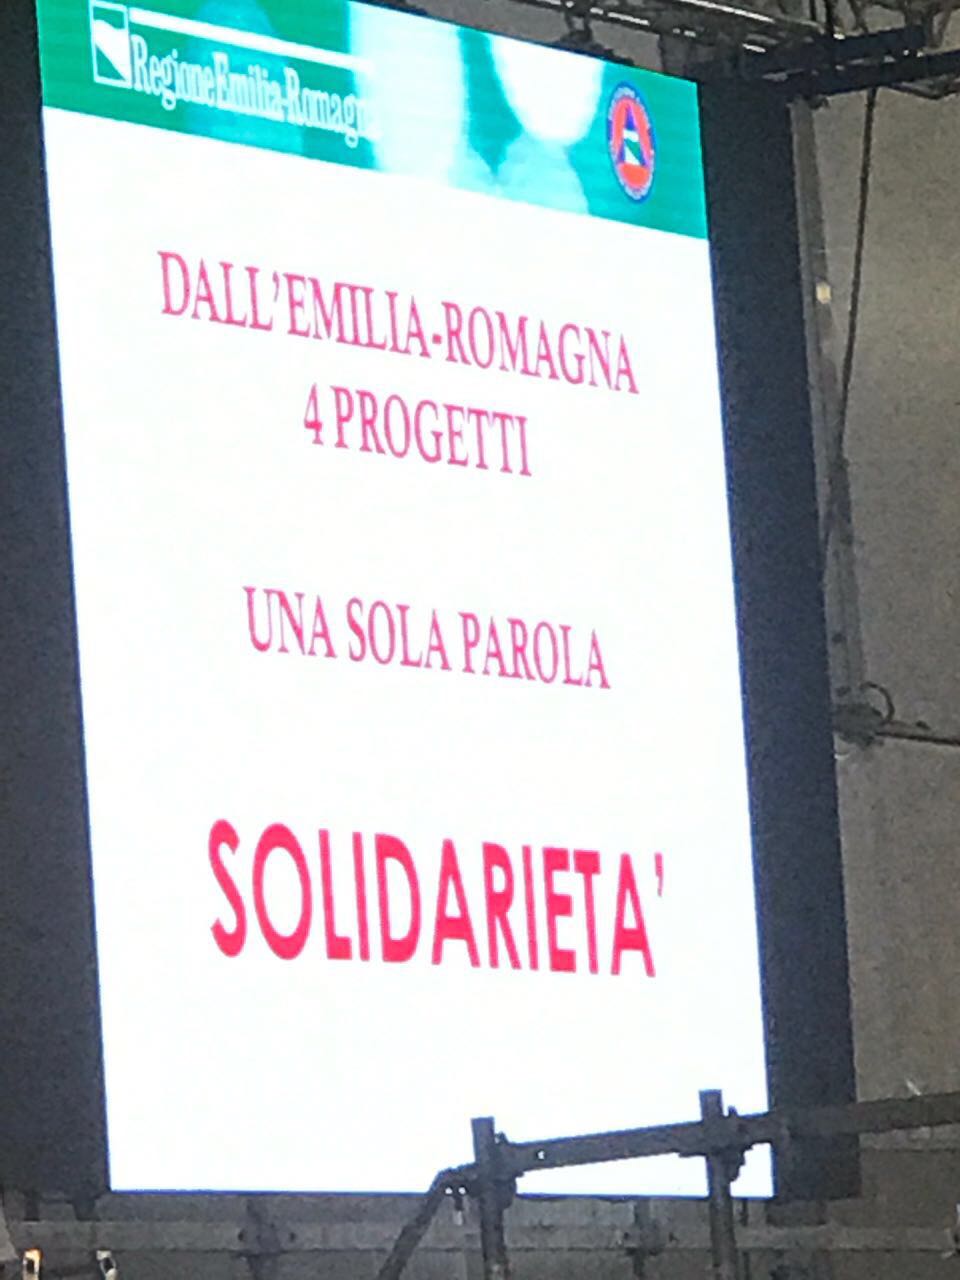 RegioneEmilia-Romagna
DALL'EMILIA-ROMAGNA
4 PROGETTI
UNA SOLA PAROLA
SOLIDARIETA'